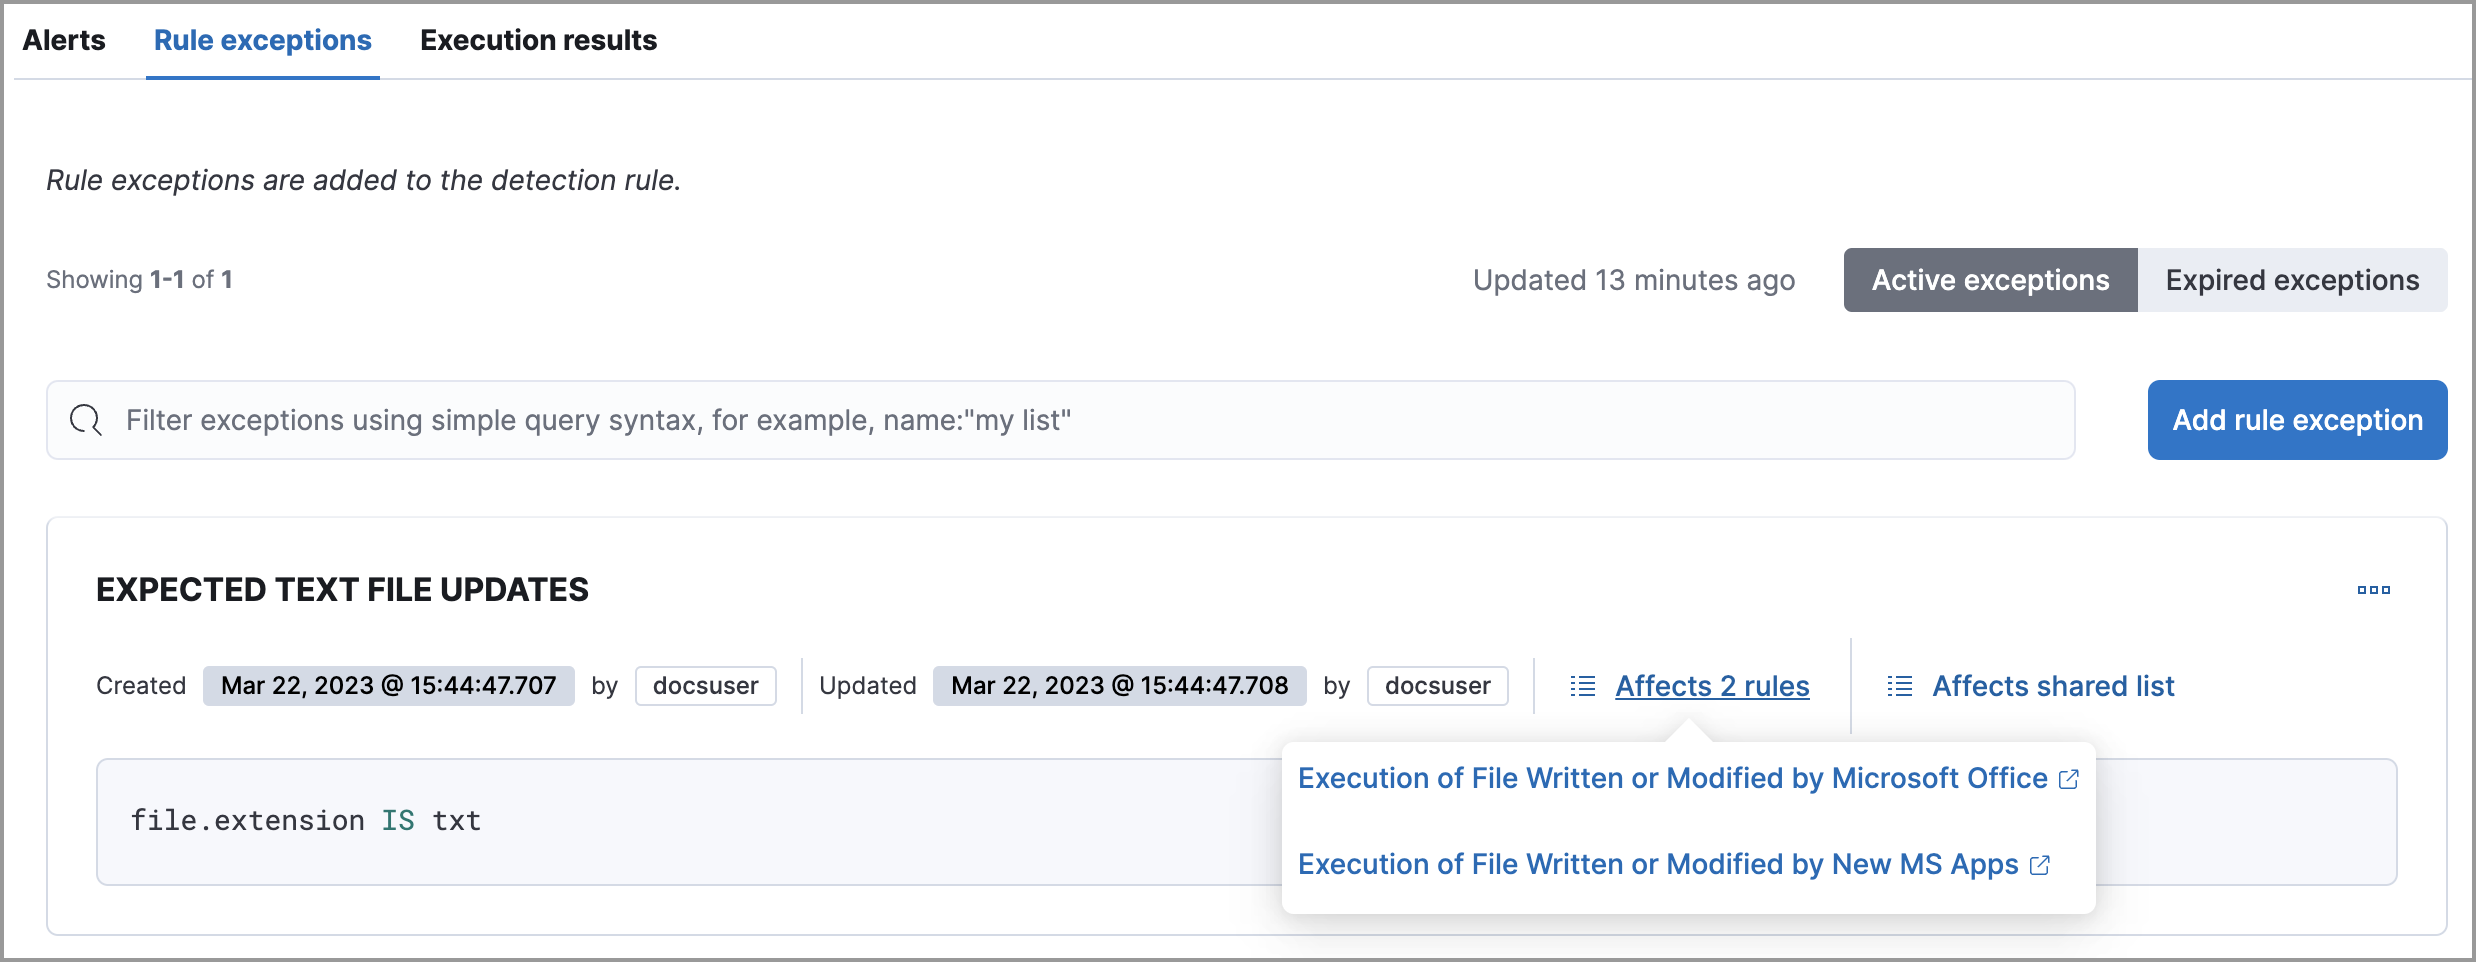 Alerts Rule exceptions Execution results
Rule exceptions are added to the detection rule.
Showing 1-1 of 1 Updated 13 minutes ago Active exceptions Expired exceptions
Filter exceptions using simple query syntax, for example, name:"my list" Add rule exception
EXPECTED TEXT FILE UPDATES
Created Mar 22, 2023 @ 15:44:47.707 by docsuser Updated Mar 22, 2023 @ 15:44:47.708 by docsuser Affects 2 rules Affects shared list
Execution of File Written or Modified by Microsoft Office
file.extension IS txt
Execution of File Written or Modified by New MS Apps